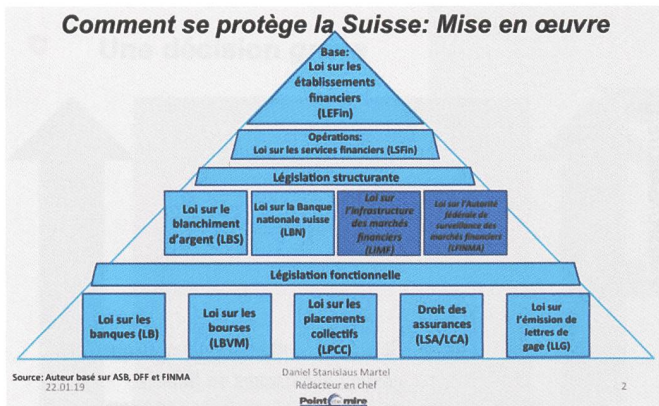 Comment se protège la Suisse: Mise en œuvre
Base:
Loi sur les
établissements
financiers
(LEFin)
Opérations:
Loi sur les services financiers (LSFin)
Législation structurante
Loi sur le
blanchiment
d'argent (LBS)
Loi sur la Banque
nationale suisse
(LBN)
Loi sur
l'infrastructure
des marchés
financiers
(LIMF)
Loi sur l'Autorité
fédérale de
surveillance des
marchés financiers
(LFINMA)
Législation fonctionnelle
Loi sur les
banques (LB)
Loi sur les
bourses
(LBVM)
Loi sur les
placements
collectifs
(LPCC)
Droit des
assurances
(LSA/LCA)
Loi sur
l'émission de
lettres de
gage (LLG)
Source: Auteur basé sur ASB, DFF et FINMA
22.01.19
Daniel Stanislaus Martel
Rédacteur en chef
Point de mire
2